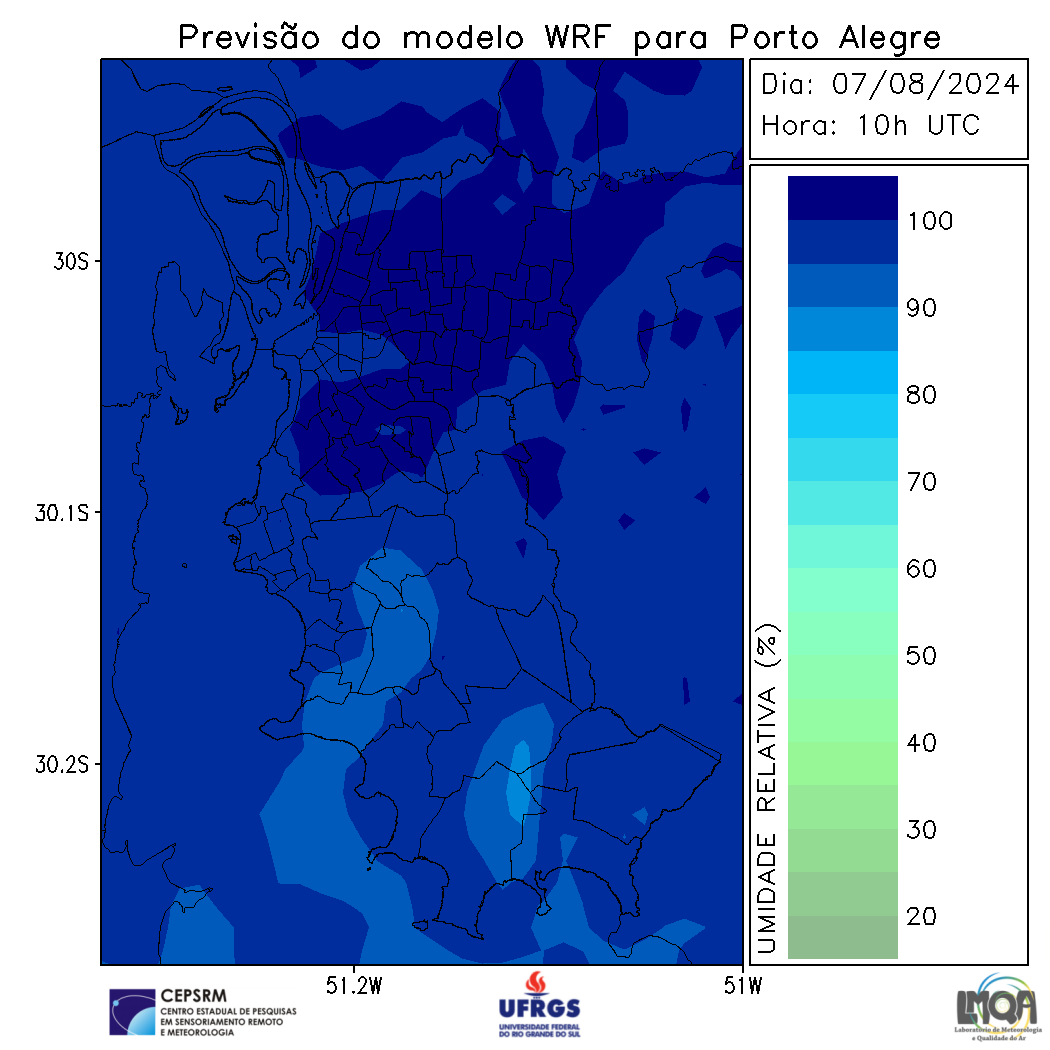 Previsão do modelo WRF para Porto Alegre
Dia: 07/08/2024
Hora: 10h UTC
30S
30.1S
30.2S
51.2W
51W
UMIDADE RELATIVA (%)
100
90
80
70
60
50
40
30
20
CEPSRM
CENTRO ESTADUAL DE PESQUISAS
EM SENSORIAMENTO REMOTO
E METEOROLOGIA
UFRGS
UNIVERSIDADE FEDERAL
DO RIO GRANDE DO SUL
LMQA
Laboratório de Meteorologia
e Qualidade do Ar